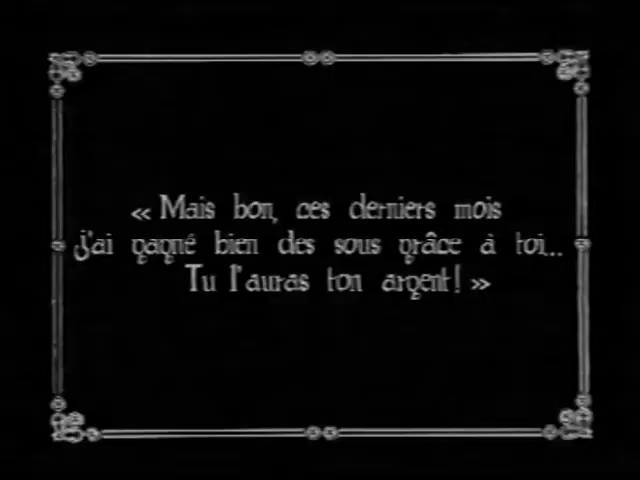 « Mais bon, ces derniers mois
j'ai gagné bien des sous grâce à toi...
Tu l'auras ton argent! »